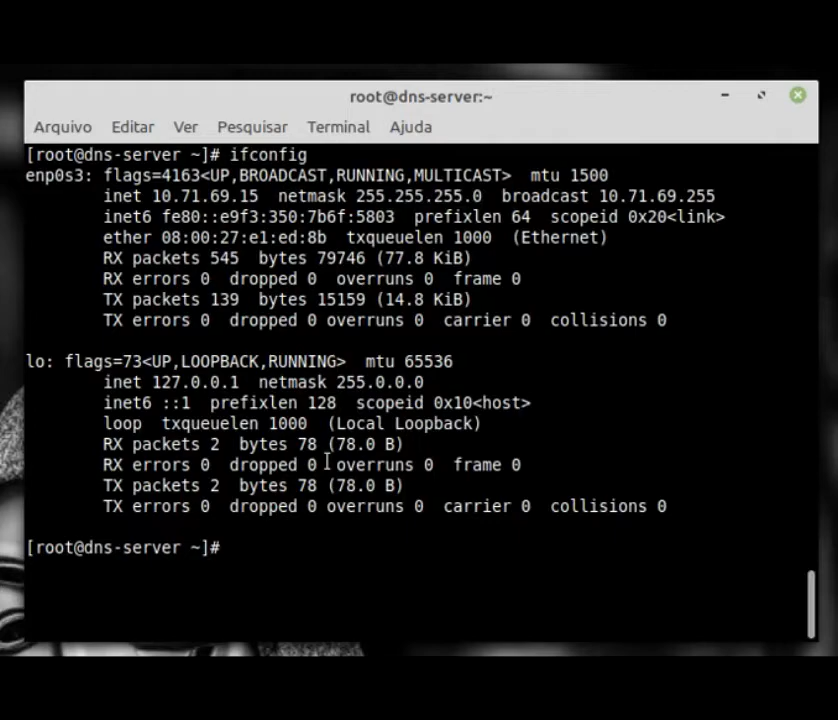 root@dns-server:~
Arquivo Editar Ver Pesquisar Terminal Ajuda
[root@dns-server ~]# ifconfig
enp0s3: flags=4163<UP,BROADCAST,RUNNING,MULTICAST>  mtu 1500
        inet 10.71.69.15  netmask 255.255.255.0  broadcast 10.71.69.255
        inet6 fe80::e9f3:350:7b6f:5803  prefixlen 64  scopeid 0x20<link>
        ether 08:00:27:e1:ed:8b  txqueuelen 1000  (Ethernet)
        RX packets 545  bytes 79746 (77.8 KiB)
        RX errors 0  dropped 0  overruns 0  frame 0
        TX packets 139  bytes 15159 (14.8 KiB)
        TX errors 0  dropped 0 overruns 0  carrier 0  collisions 0
lo: flags=73<UP,LOOPBACK,RUNNING>  mtu 65536
        inet 127.0.0.1  netmask 255.0.0.0
        inet6 ::1  prefixlen 128  scopeid 0x10<host>
        loop  txqueuelen 1000  (Local Loopback)
        RX packets 2  bytes 78 (78.0 B)
        RX errors 0  dropped 0  overruns 0  frame 0
        TX packets 2  bytes 78 (78.0 B)
        TX errors 0  dropped 0 overruns 0  carrier 0  collisions 0
[root@dns-server ~]#